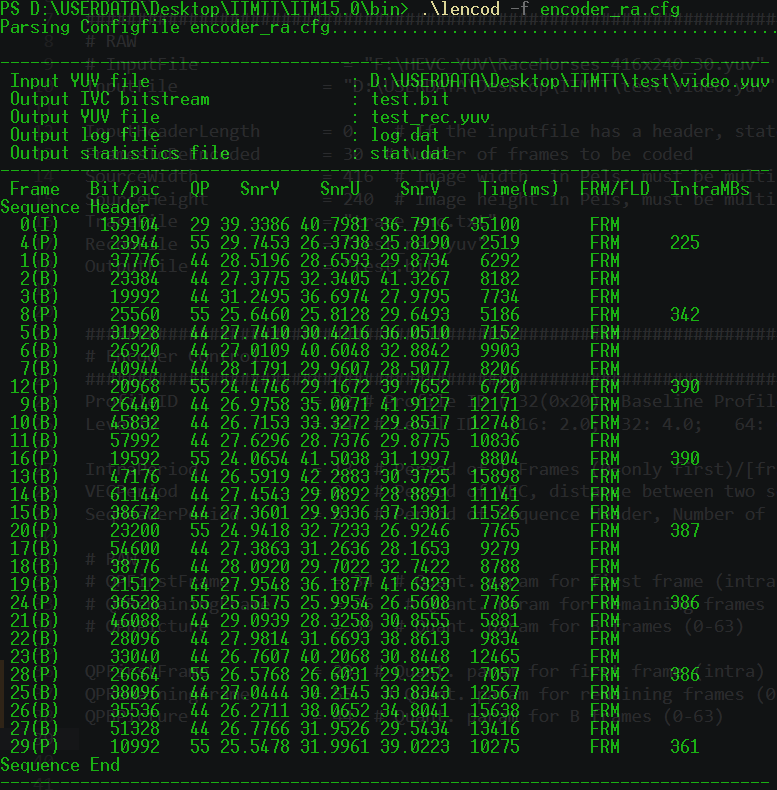 PS D:\USERDATA\Desktop\ITMTT\ITM15.0\bin> .\lencod -f encoder_ra.cfg
Parsing Configfile encoder_ra.cfg.................................................
--------------------------------------------------------------------------------
Input YUV file : D:\USERDATA\Desktop\ITMTT\test\video.yuv
Output IVC bitstream : test.bit
Output YUV file : test_rec.yuv
Output log file : log.dat
Output statistics file : stat.dat
--------------------------------------------------------------------------------
Frame Bit/pic QP SnrY SnrU SnrV Time(ms) FRM/FLD IntraMBs
Sequence Header
0(I) 159104 29 39.3386 40.7981 36.7916 35100 FRM
4(P) 23944 55 29.7453 26.3738 25.8190 2519 FRM 225
1(B) 37776 44 28.5196 28.6593 29.8734 6292 FRM
2(B) 23384 44 27.3775 32.3405 41.3267 8182 FRM
3(B) 19992 44 31.2495 36.6974 27.9795 7734 FRM
8(P) 25560 55 25.6460 25.8128 29.6493 5186 FRM 342
5(B) 31928 44 27.7410 30.4216 36.0510 7152 FRM
6(B) 26920 44 27.0109 40.6048 32.8842 9903 FRM
7(B) 40944 44 28.1791 29.9607 28.5077 8206 FRM
12(P) 20968 55 24.4746 29.1672 39.7652 6720 FRM 390
9(B) 26440 44 26.9758 35.0071 41.9127 12171 FRM
10(B) 45832 44 26.7153 33.3272 29.8517 12748 FRM
11(B) 57992 44 27.6296 28.7376 29.8775 10836 FRM
16(P) 19592 55 24.0654 41.5038 31.1997 8804 FRM 390
13(B) 47176 44 26.5919 42.2883 30.3725 15898 FRM
14(B) 51144 44 27.4543 29.0892 28.8891 11141 FRM
15(B) 38672 44 27.3601 29.9336 37.1381 11526 FRM
20(P) 23200 55 24.9418 32.7233 26.9246 7765 FRM 387
17(B) 54600 44 27.3863 31.2636 28.1653 9279 FRM
18(B) 38776 44 28.0920 29.7022 32.7422 8788 FRM
19(B) 21512 44 27.9548 36.1877 41.6323 8482 FRM
24(P) 36528 55 25.5175 25.9954 26.5608 7786 FRM 386
21(B) 46088 44 29.0939 28.3258 30.8555 5881 FRM
22(B) 28096 44 27.9814 31.6693 38.8613 9834 FRM
23(B) 33040 44 26.7607 40.2068 30.8448 12465 FRM
28(P) 26664 55 26.5768 26.6031 29.2252 7057 FRM 386
25(B) 38096 44 27.0444 30.2145 33.8343 12567 FRM
26(B) 35536 44 26.2711 38.0652 34.8041 15638 FRM
27(B) 51328 44 26.7766 31.9526 29.5434 13416 FRM
29(P) 10992 55 25.5478 31.9961 39.0223 10275 FRM 361
Sequence End
--------------------------------------------------------------------------------